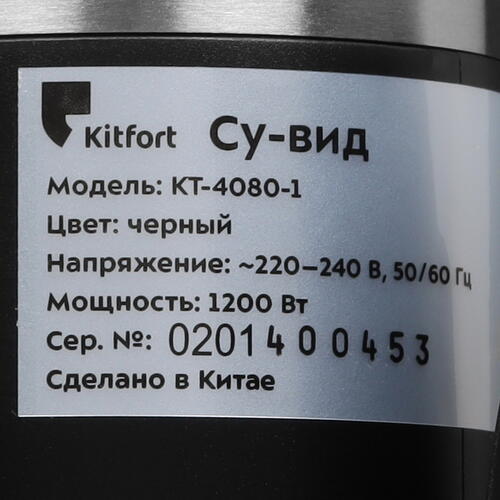 Kitfort Су-вид
Модель: КТ-4080-1
Цвет: черный
Напряжение: ~220–240 В, 50/60 Гц
Мощность: 1200 Вт
Сер. №: 0201400453
Сделано в Китае